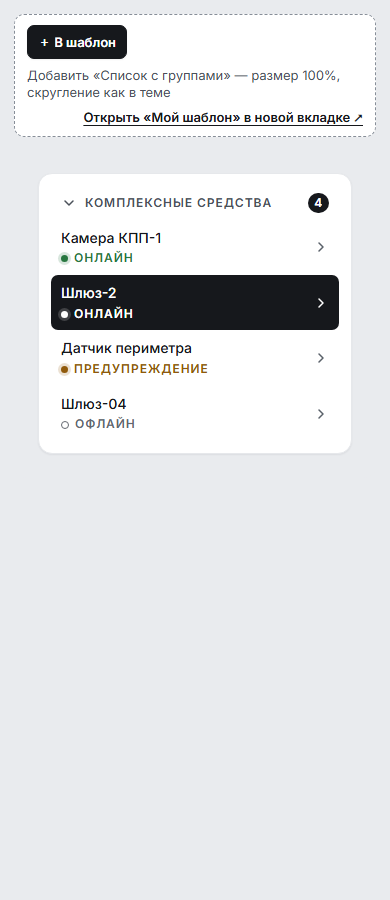 + В шаблон
Добавить «Список с группами» — размер 100%,
скругление как в теме
Открыть «Мой шаблон» в новой вкладке ↗
КОМПЛЕКСНЫЕ СРЕДСТВА 4
Камера КПП-1
ОНЛАЙН
Шлюз-2
ОНЛАЙН
Датчик периметра
ПРЕДУПРЕЖДЕНИЕ
Шлюз-04
ОФЛАЙН